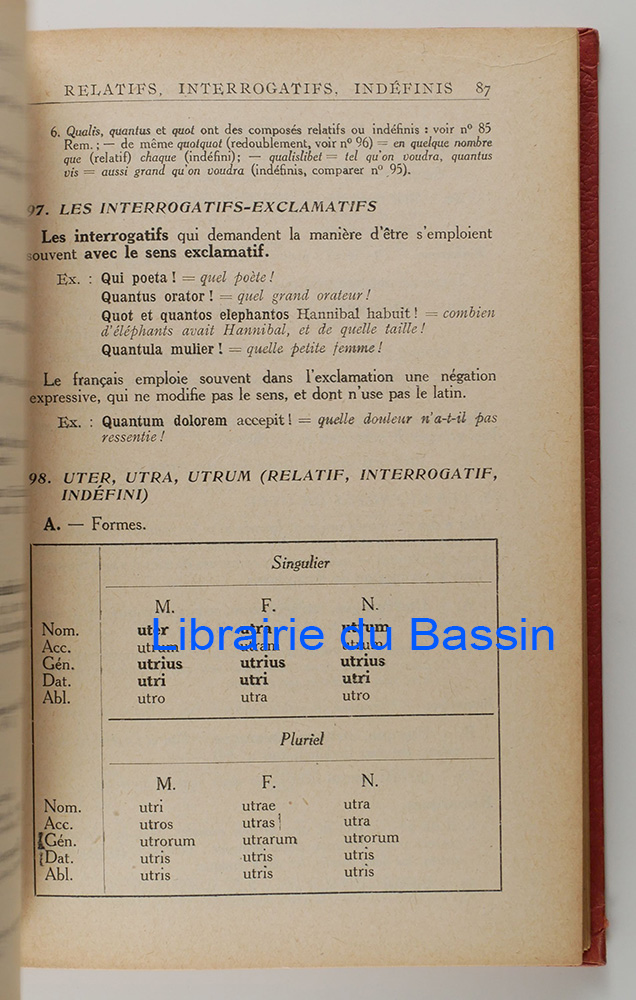 RELATIFS, INTERROGATIFS, INDÉFINIS 87
6. Qualis, quantus et quot ont des composés relatifs ou indéfinis : voir n° 85
Rem. ; — de même quotquot (redoublement, voir n° 96) = en quelque nombre
que (relatif) chaque (indéfini) ; — qualislibet = tel qu'on voudra, quantus
vis = aussi grand qu'on voudra (indéfinis, comparer n° 95).
97. LES INTERROGATIFS-EXCLAMATIFS
Les interrogatifs qui demandent la manière d'être s'emploient
souvent avec le sens exclamatif.
Ex. : Qui poeta ! = quel poète !
Quantus orator ! = quel grand orateur !
Quot et quantos elephantos Hannibal habuit ! = combien
d'éléphants avait Hannibal, et de quelle taille !
Quantula mulier ! = quelle petite femme !
Le français emploie souvent dans l'exclamation une négation
expressive, qui ne modifie pas le sens, et dont n'use pas le latin.
Ex. : Quantum dolorem accepit ! = quelle douleur n'a-t-il pas
ressentie !
98. UTER, UTRA, UTRUM (RELATIF, INTERROGATIF,
INDÉFINI)
A. — Formes.
Singulier
M. F. N.
Nom. uter utra utrum
Librairie du Bassin
Acc. utrum utram utrum
Gén. utrius utrius utrius
Dat. utri utri utri
Abl. utro utra utro
Pluriel
M. F. N.
Nom. utri utrae utra
Acc. utros utras utra
Gén. utrorum utrarum utrorum
Dat. utris utris utris
Abl. utris utris utris